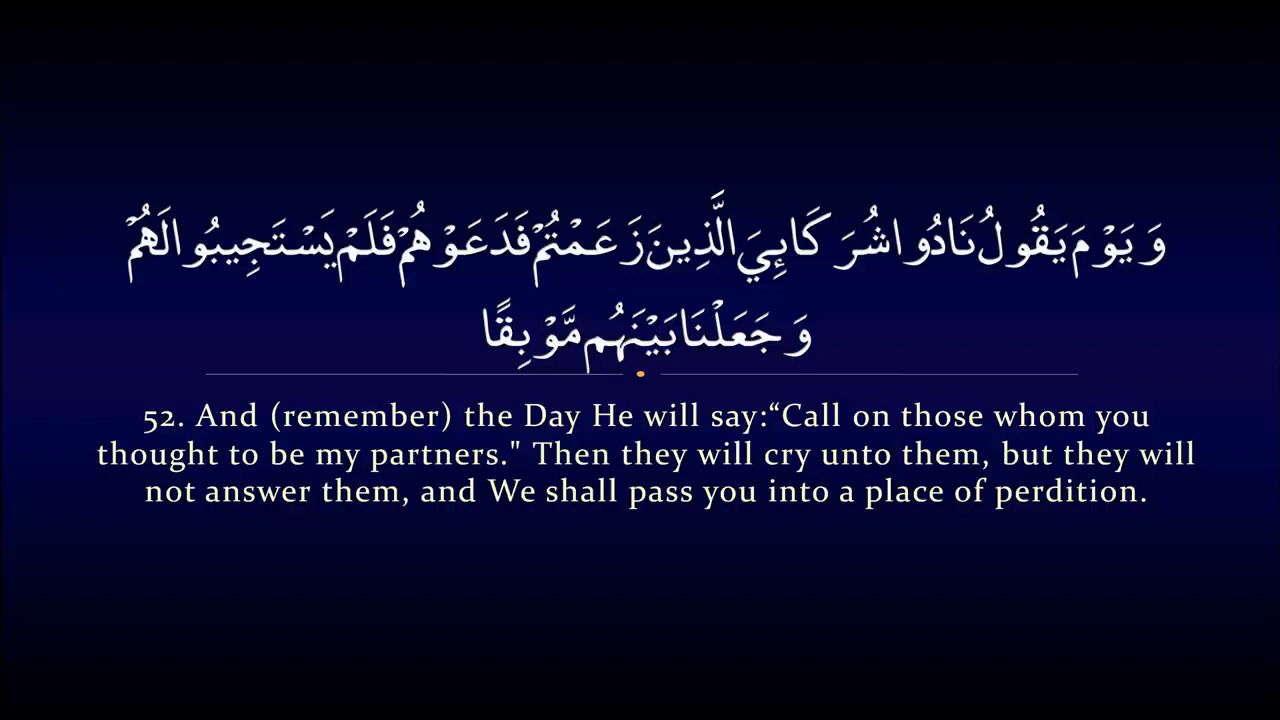 وَيَوْمَ يَقُولُ نَادُوا شُرَكَائِيَ الَّذِينَ زَعَمْتُمْ فَدَعَوْهُمْ فَلَمْ يَسْتَجِيبُوا لَهُمْ
وَجَعَلْنَا بَيْنَهُم مَّوْبِقًا
52. And (remember) the Day He will say:“Call on those whom you
thought to be my partners." Then they will cry unto them, but they will
not answer them, and We shall pass you into a place of perdition.